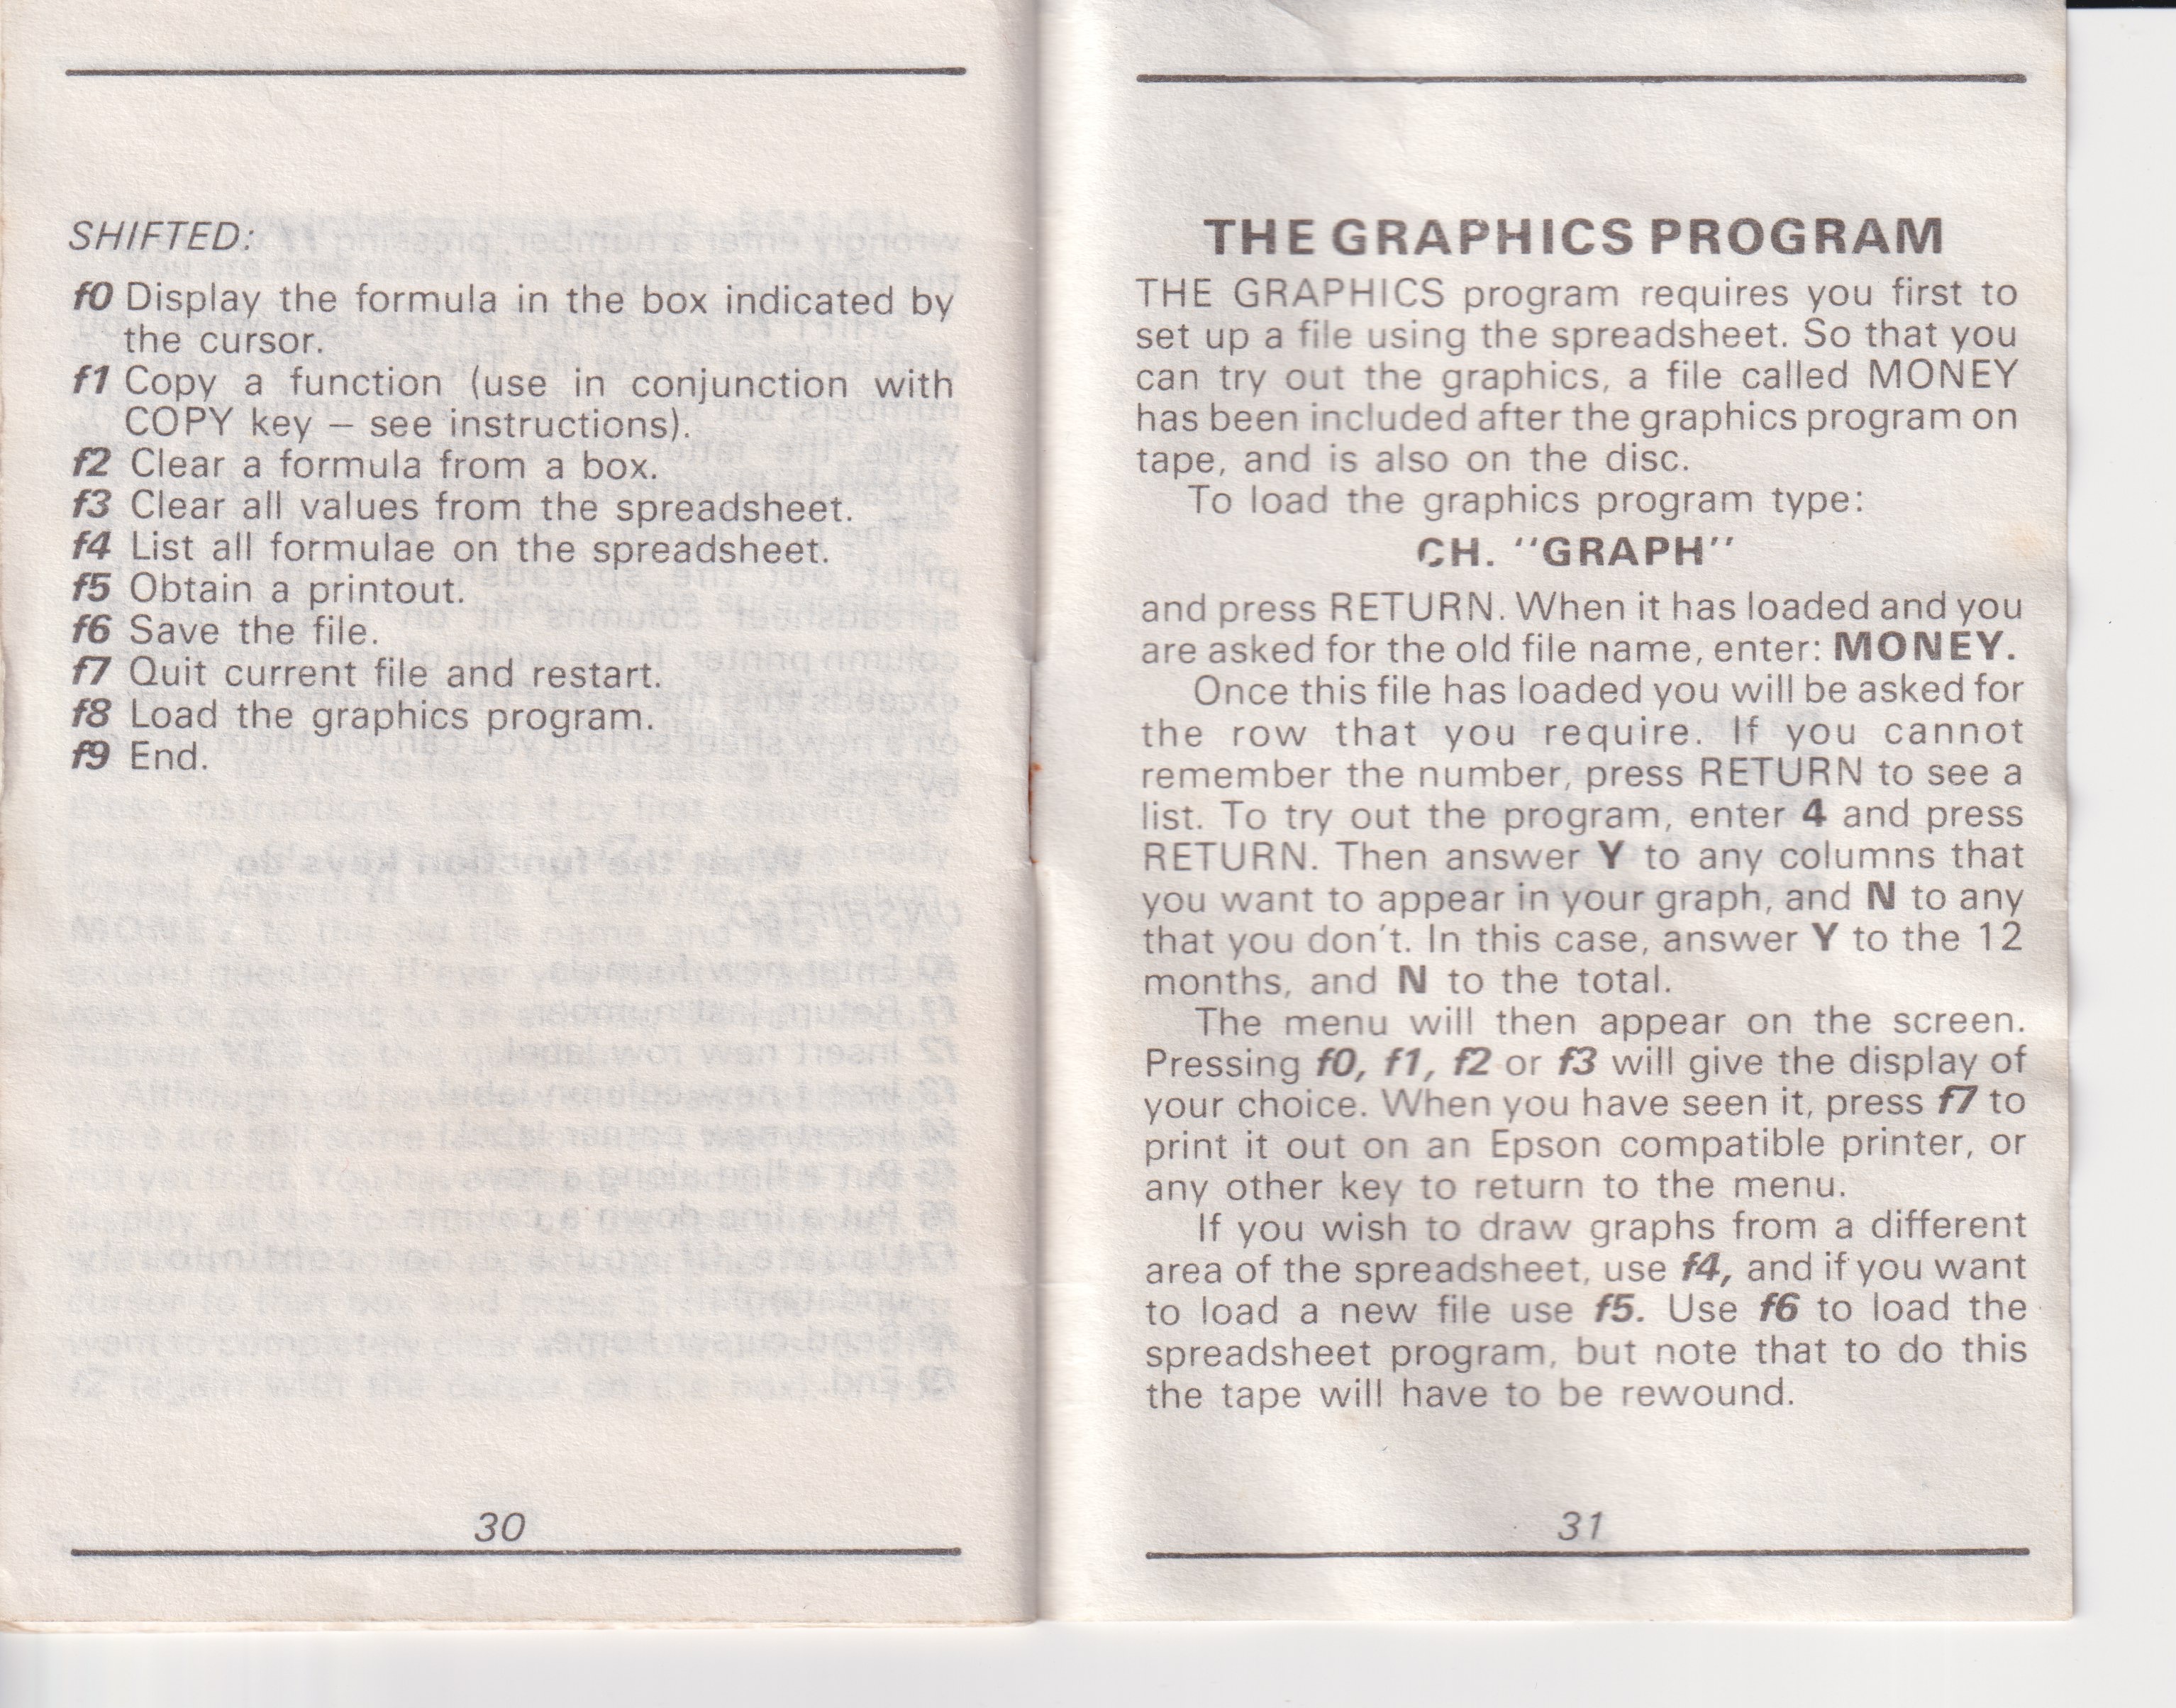 SHIFTED:
f0 Display the formula in the box indicated by
the cursor.
f1 Copy a function (use in conjunction with
COPY key – see instructions).
f2 Clear a formula from a box.
f3 Clear all values from the spreadsheet.
f4 List all formulae on the spreadsheet.
f5 Obtain a printout.
f6 Save the file.
f7 Quit current file and restart.
f8 Load the graphics program.
f9 End.
30
THE GRAPHICS PROGRAM
THE GRAPHICS program requires you first to
set up a file using the spreadsheet. So that you
can try out the graphics, a file called MONEY
has been included after the graphics program on
tape, and is also on the disc.
To load the graphics program type:
CH. "GRAPH"
and press RETURN. When it has loaded and you
are asked for the old file name, enter: MONEY.
Once this file has loaded you will be asked for
the row that you require. If you cannot
remember the number, press RETURN to see a
list. To try out the program, enter 4 and press
RETURN. Then answer Y to any columns that
you want to appear in your graph, and N to any
that you don't. In this case, answer Y to the 12
months, and N to the total.
The menu will then appear on the screen.
Pressing f0, f1, f2 or f3 will give the display of
your choice. When you have seen it, press f7 to
print it out on an Epson compatible printer, or
any other key to return to the menu.
If you wish to draw graphs from a different
area of the spreadsheet, use f4, and if you want
to load a new file use f5. Use f6 to load the
spreadsheet program, but note that to do this
the tape will have to be rewound.
31